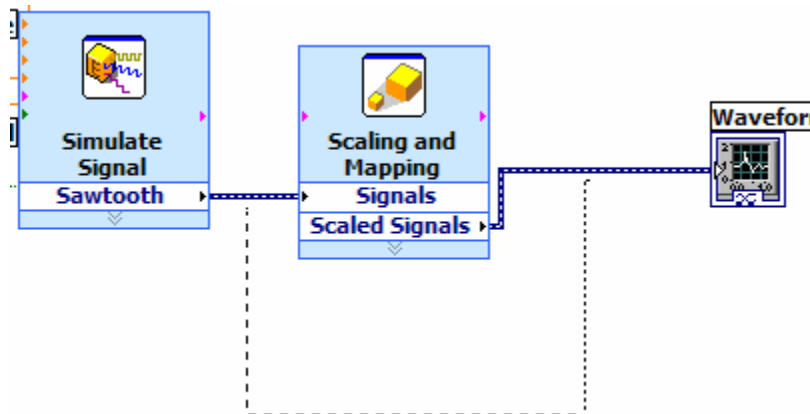 Simulate
Signal
Sawtooth
Scaling and
Mapping
Signals
Scaled Signals
Wavefor